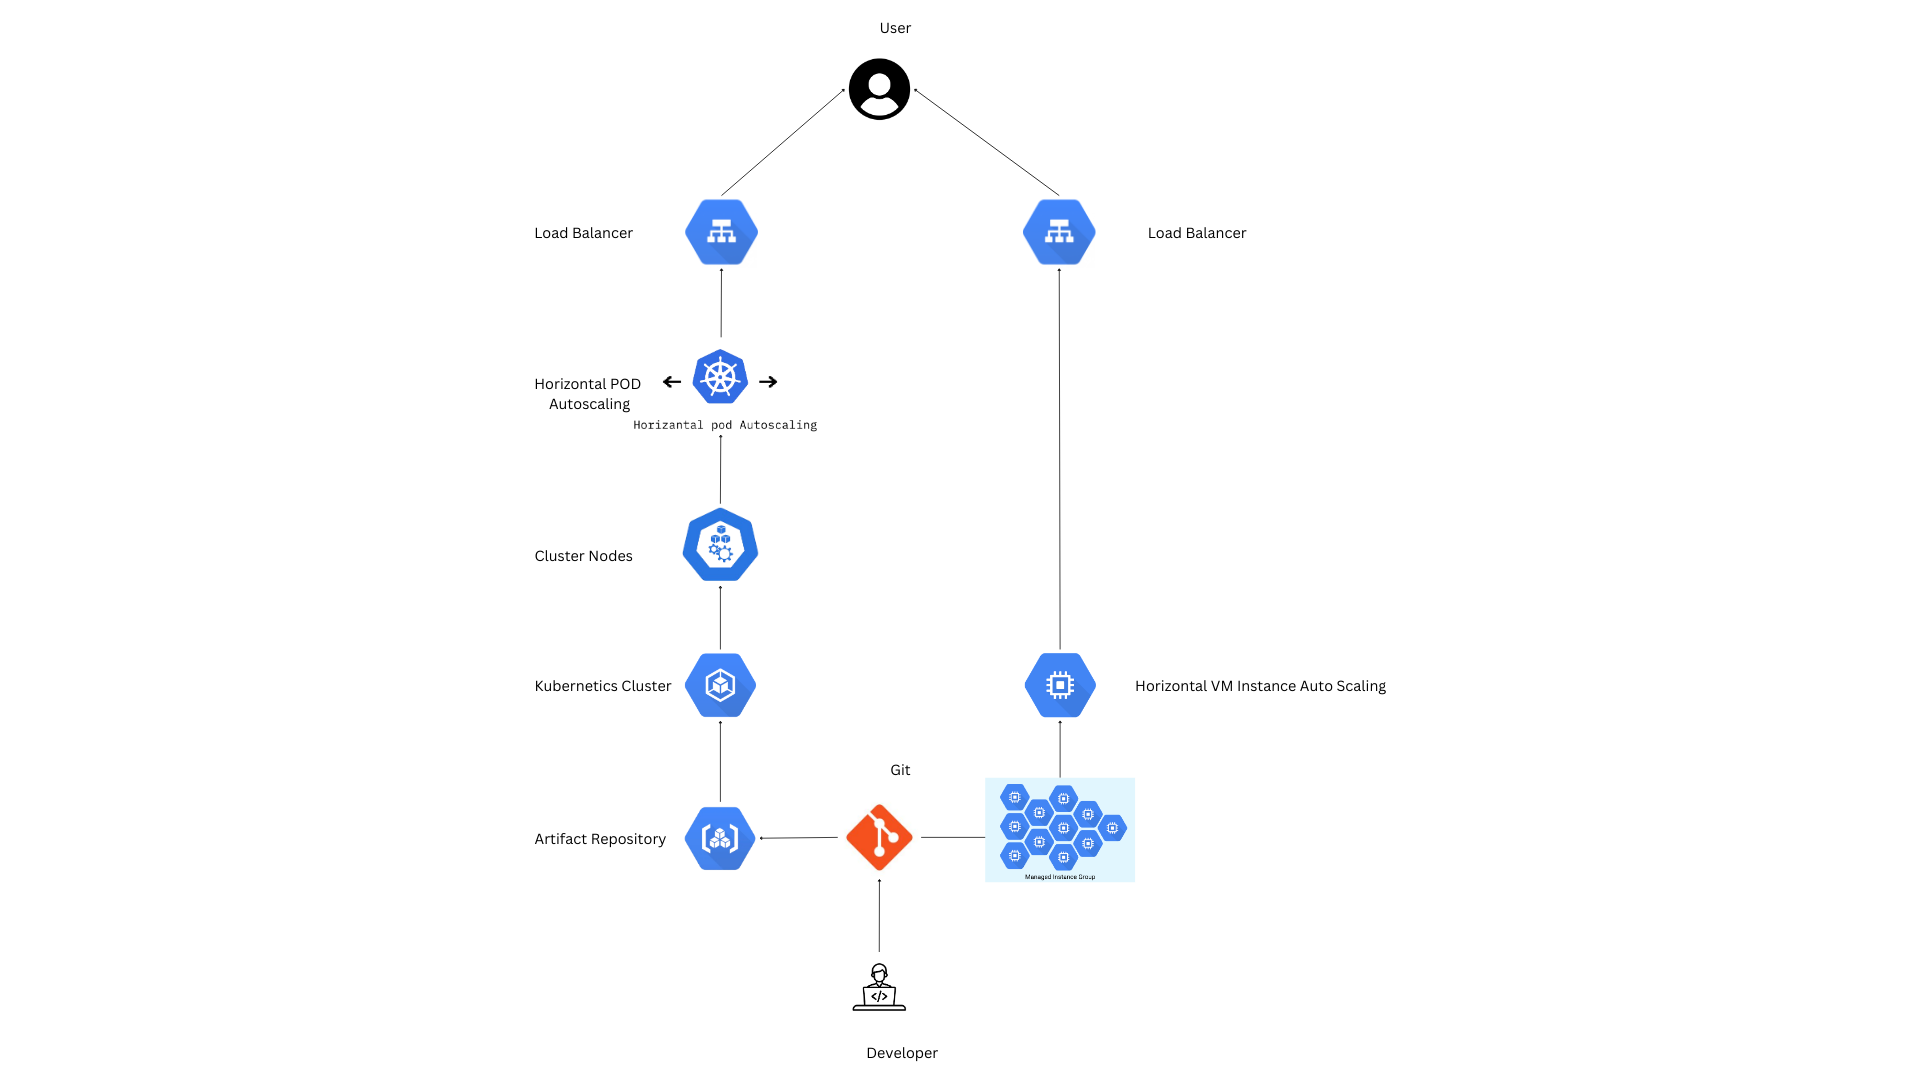 User
Load Balancer
Load Balancer
Horizontal POD
Autoscaling
Horizantal pod Autoscaling
Cluster Nodes
Kubernetics Cluster
Horizontal VM Instance Auto Scaling
Git
Artifact Repository
</>
Managed Instance Group
Developer